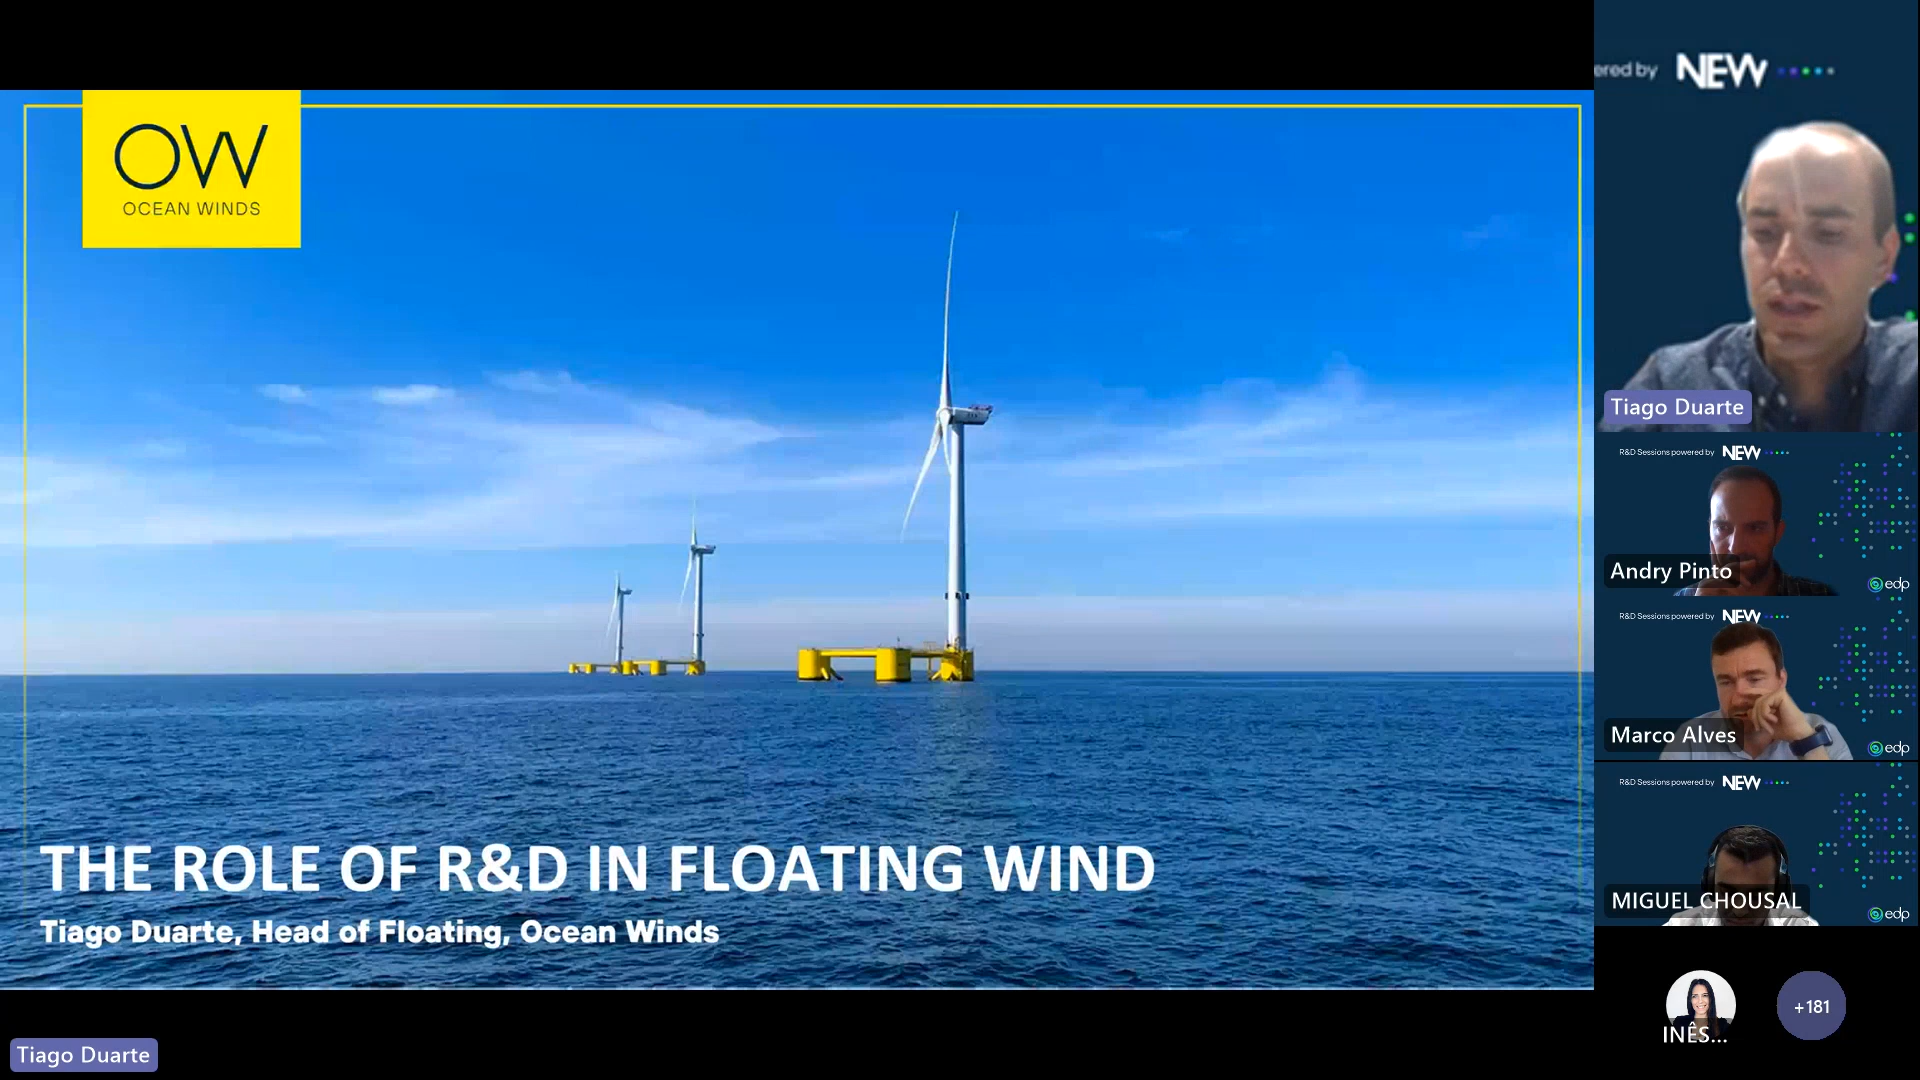 OW
OCEAN WINDS
THE ROLE OF R&D IN FLOATING WIND
Tiago Duarte, Head of Floating, Ocean Winds
Tiago Duarte
ered by NEW
Tiago Duarte
R&D Sessions powered by NEW
Andry Pinto
edp
R&D Sessions powered by NEW
Marco Alves
edp
R&D Sessions powered by NEW
MIGUEL CHOUSAL
edp
INÊS...
+181